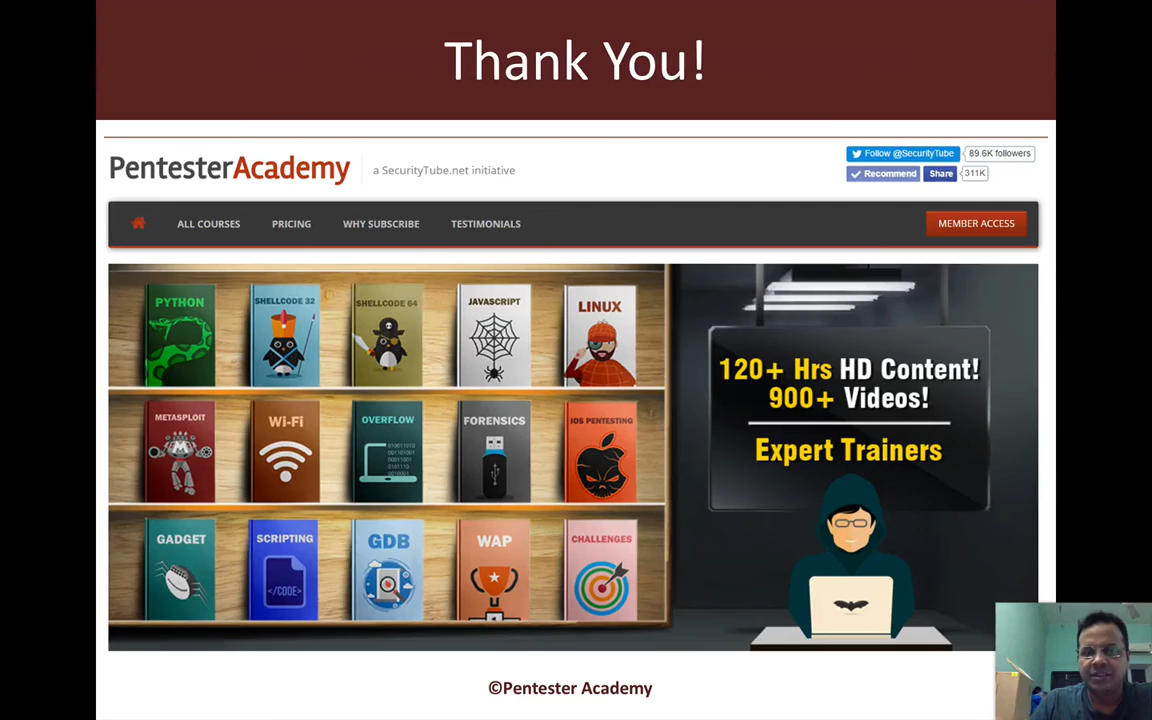 Thank You!
PentesterAcademy
a SecurityTube.net initiative
Follow @SecurityTube
89.6K followers
Recommend
Share
311K
ALL COURSES
PRICING
WHY SUBSCRIBE
TESTIMONIALS
MEMBER ACCESS
PYTHON
SHELLCODE 32
SHELLCODE 64
JAVASCRIPT
LINUX
120+ Hrs HD Content!
900+ Videos!
Expert Trainers
METASPLOIT
Wi-Fi
OVERFLOW
FORENSICS
IOS PENTESTING
GADGET
SCRIPTING
</CODE>
GDB
WAP
CHALLENGES
©Pentester Academy